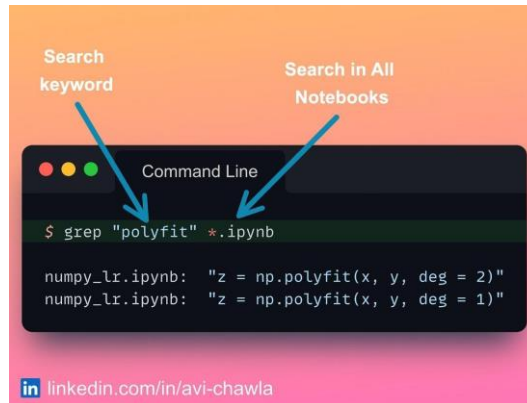 Search
keyword
Search in All
Notebooks
Command Line
$ grep "polyfit" *.ipynb
numpy_lr.ipynb:  "z = np.polyfit(x, y, deg = 2)"
numpy_lr.ipynb:  "z = np.polyfit(x, y, deg = 1)"
in linkedin.com/in/avi-chawla